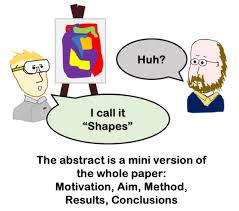 Huh?
I call it
“Shapes”
The abstract is a mini version of
the whole paper:
Motivation, Aim, Method,
Results, Conclusions